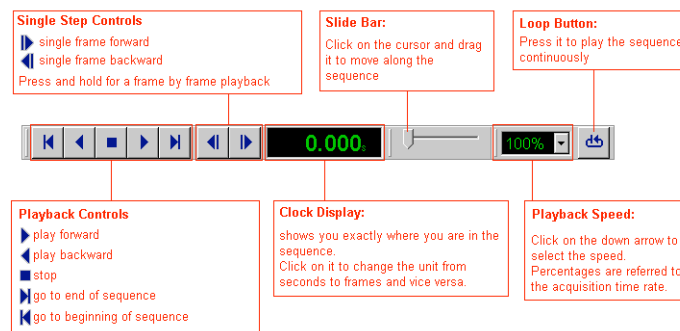 Single Step Controls
single frame forward
single frame backward
Press and hold for a frame by frame playback
Slide Bar:
Click on the cursor and drag
it to move along the
sequence
Loop Button:
Press it to play the sequence
continuously
0.000s
100%
Playback Controls
play forward
play backward
stop
go to end of sequence
go to beginning of sequence
Clock Display:
shows you exactly where you are in the
sequence.
Click on it to change the unit from
seconds to frames and vice versa.
Playback Speed:
Click on the down arrow to
select the speed.
Percentages are referred to
the acquisition time rate.